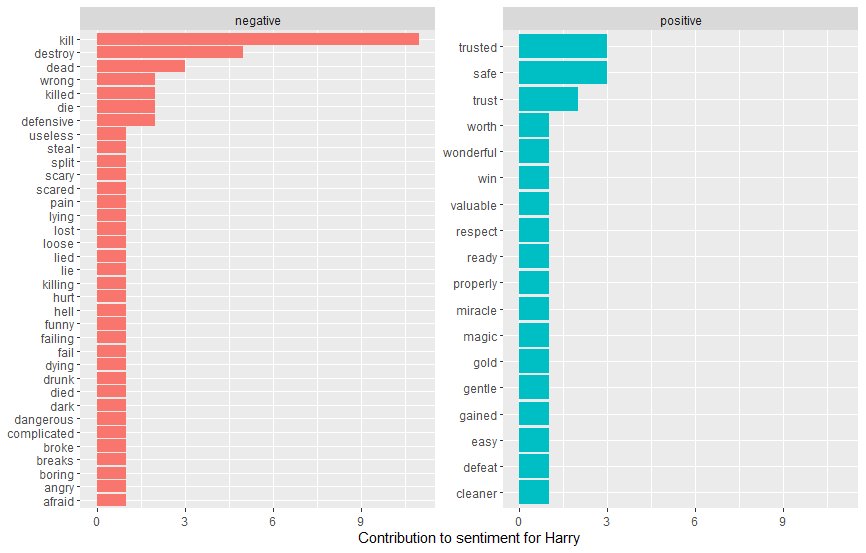 negative
kill
destroy
dead
wrong
killed
die
defensive
useless
steal
split
scary
scared
pain
lying
lost
loose
lied
lie
killing
hurt
hell
funny
failing
fail
dying
drunk
died
dark
dangerous
complicated
broke
breaks
boring
angry
afraid
0 3 6 9
positive
trusted
safe
trust
worth
wonderful
win
valuable
respect
ready
properly
miracle
magic
gold
gentle
gained
easy
defeat
cleaner
0 3 6 9
Contribution to sentiment for Harry